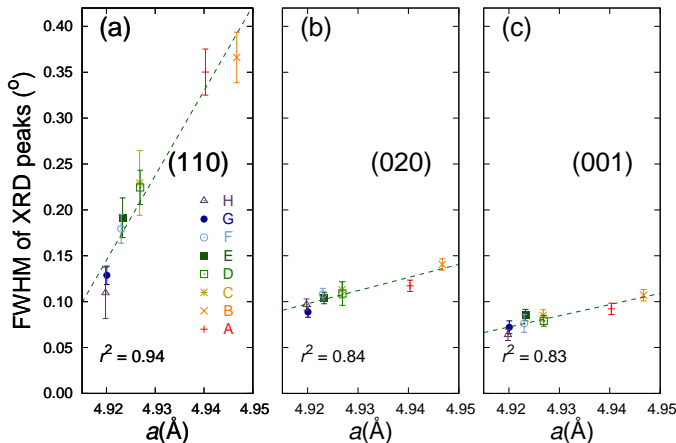 (a)
(b)
(c)
FWHM of XRD peaks (°)
0.40
0.35
0.30
0.25
0.20
0.15
0.10
0.05
0.00
(110)
(020)
(001)
H
G
F
E
D
C
B
A
r² = 0.94
r² = 0.84
r² = 0.83
4.92 4.93 4.94 4.95
4.92 4.93 4.94 4.95
4.92 4.93 4.94 4.95
a(Å)
a(Å)
a(Å)